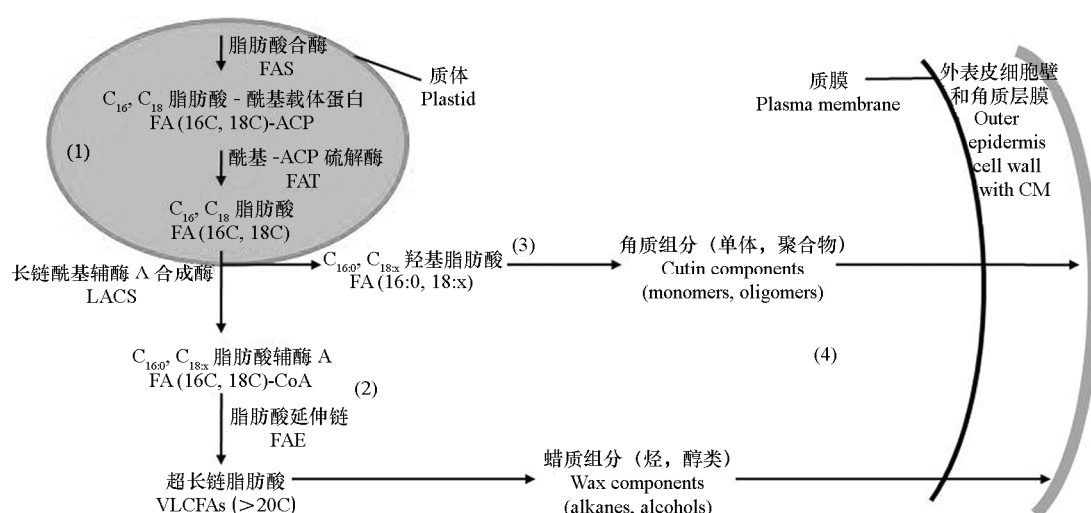 脂肪酸合酶
FAS
质体
Plastid
C16, C18 脂肪酸 - 酰基载体蛋白
FA (16C, 18C)-ACP
(1)
酰基 -ACP 硫解酶
FAT
C16, C18 脂肪酸
FA (16C, 18C)
质膜
Plasma membrane
外表皮细胞壁
和角质层膜
Outer
epidermis
cell wall
with CM
长链酰基辅酶 A 合成酶
LACS
C16:0, C18:x 羟基脂肪酸
FA (16:0, 18:x)
(3)
角质组分（单体，聚合物）
Cutin components
(monomers, oligomers)
C16:0, C18:x 脂肪酸辅酶 A
FA (16C, 18C)-CoA
(2)
(4)
脂肪酸延伸链
FAE
超长链脂肪酸
VLCFAs (＞20C)
蜡质组分（烃，醇类）
Wax components
(alkanes, alcohols)